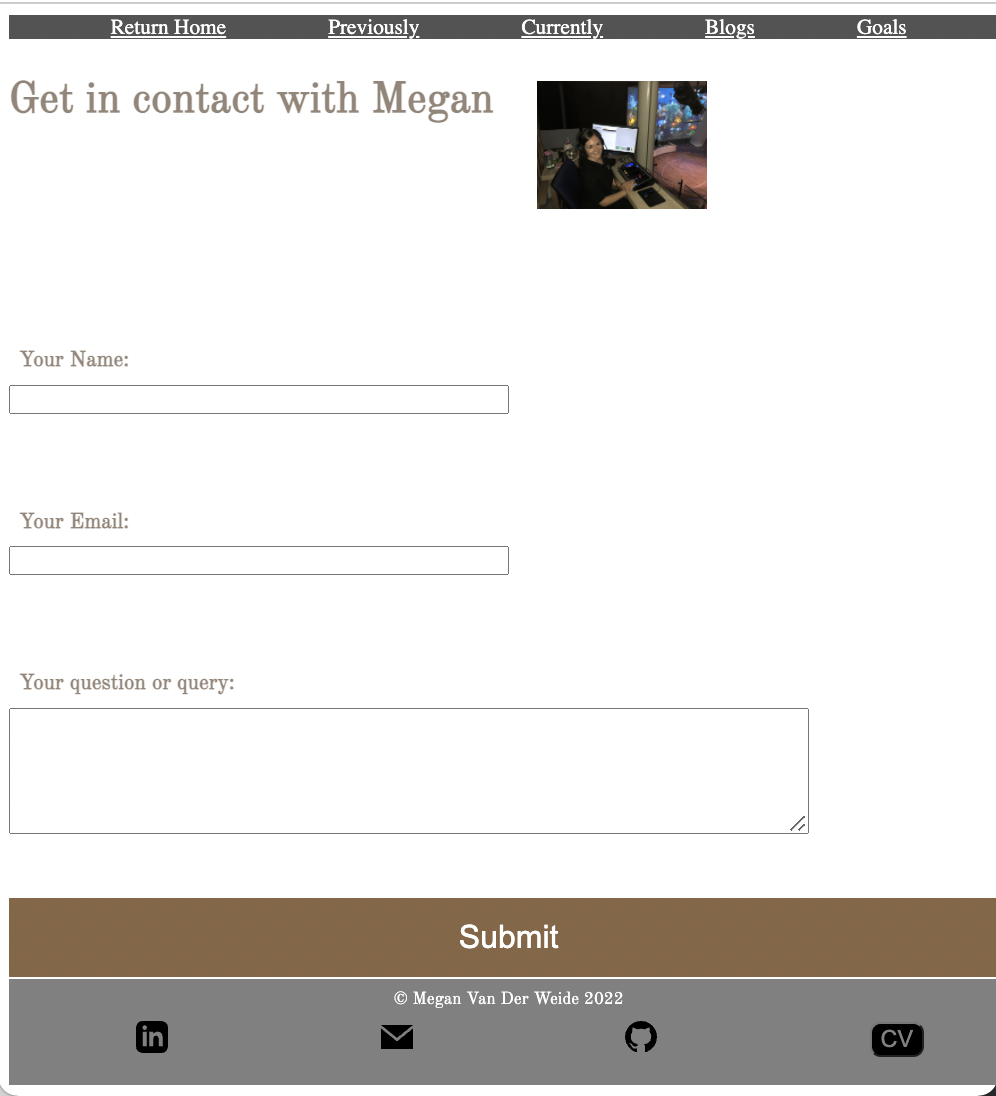 Return Home Previously Currently Blogs Goals
Get in contact with Megan
Your Name:
Your Email:
Your question or query:
Submit
© Megan Van Der Weide 2022
in CV